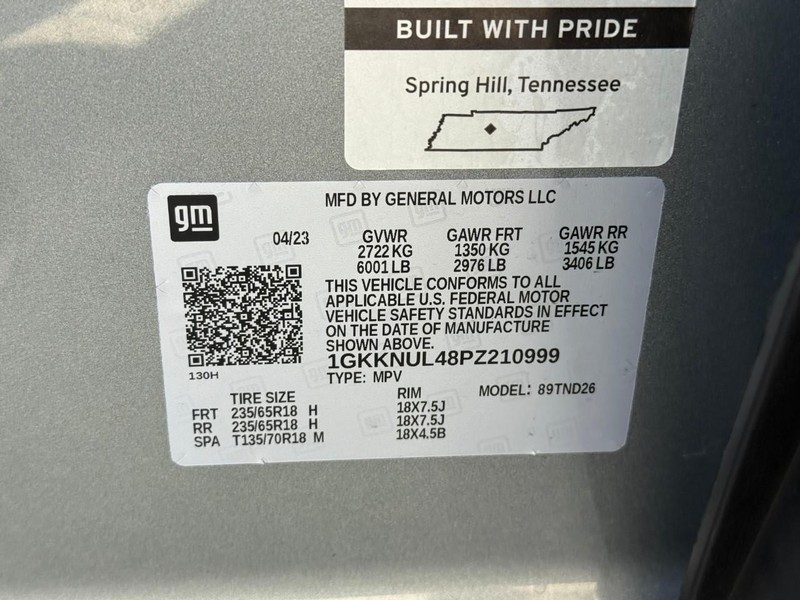 BUILT WITH PRIDE
Spring Hill, Tennessee
gm
MFD BY GENERAL MOTORS LLC
04/23 GVWR GAWR FRT GAWR RR
2722 KG 1350 KG 1545 KG
6001 LB 2976 LB 3406 LB
THIS VEHICLE CONFORMS TO ALL
APPLICABLE U.S. FEDERAL MOTOR
VEHICLE SAFETY STANDARDS IN EFFECT
ON THE DATE OF MANUFACTURE
SHOWN ABOVE.
1GKKNUL48PZ210999
130H
TYPE: MPV
MODEL: 89TND26
TIRE SIZE RIM
FRT 235/65R18 H 18X7.5J
RR 235/65R18 H 18X7.5J
SPA T135/70R18 M 18X4.5B